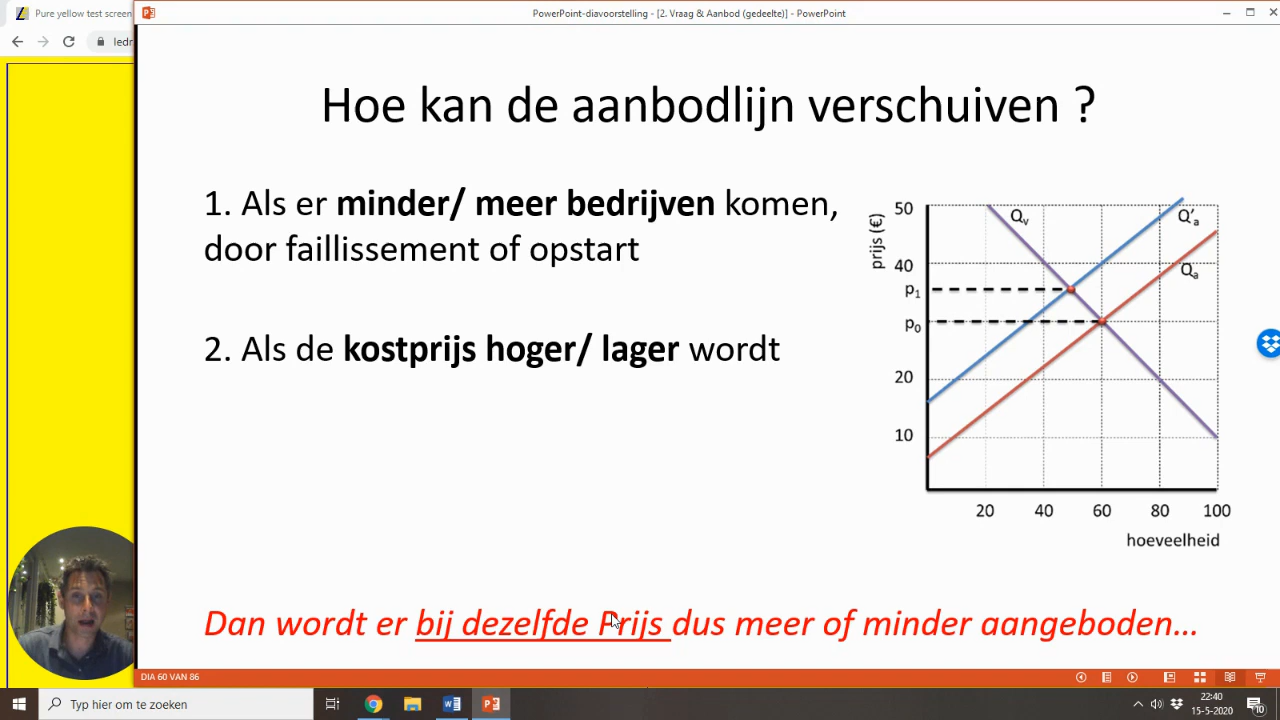 Pure yellow test screen
PowerPoint-diavoorstelling - [2. Vraag & Aanbod (gedeelte)] - PowerPoint
ledr
Hoe kan de aanbodlijn verschuiven ?
1. Als er minder/ meer bedrijven komen,
door faillissement of opstart
2. Als de kostprijs hoger/ lager wordt
prijs (€)
50
40
p1
p0
20
10
Qv
Q'a
Qa
20 40 60 80 100
hoeveelheid
Dan wordt er bij dezelfde Prijs dus meer of minder aangeboden...
DIA 60 VAN 86
Typ hier om te zoeken
22:40
15-5-2020